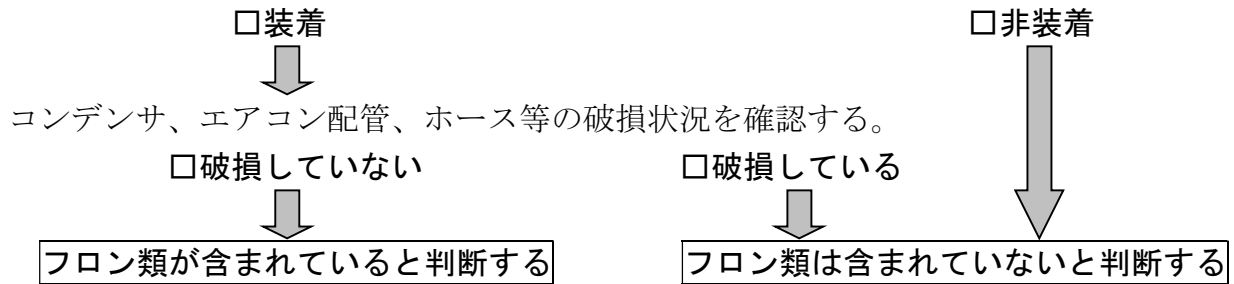 □装着 □非装着
コンデンサ、エアコン配管、ホース等の破損状況を確認する。
□破損していない □破損している
フロン類が含まれていると判断する フロン類は含まれていないと判断する